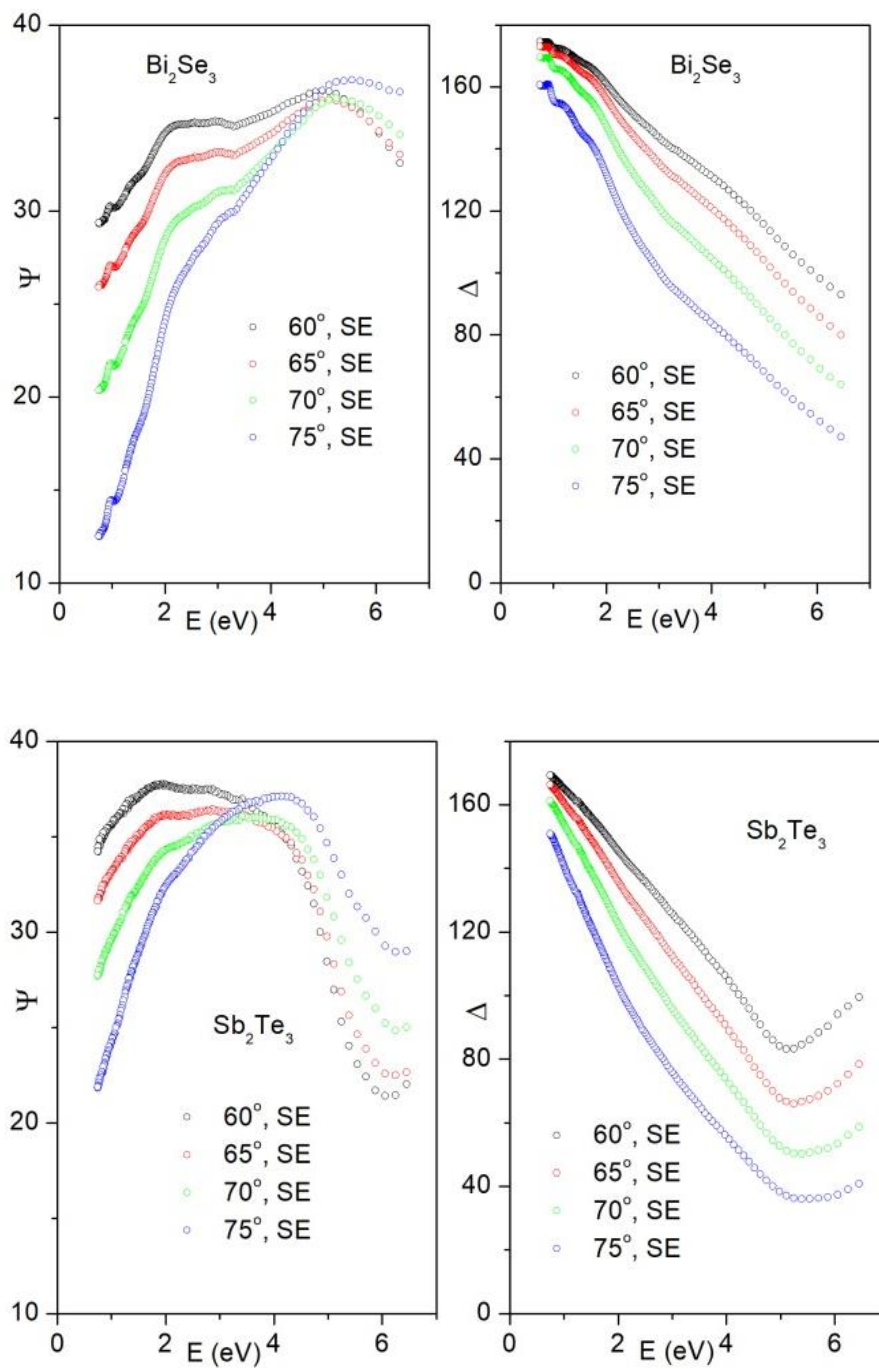 40
30
20
10
Ψ
Bi₂Se₃
60°, SE
65°, SE
70°, SE
75°, SE
0
2
4
6
E (eV)
160
120
80
40
0
Δ
Bi₂Se₃
60°, SE
65°, SE
70°, SE
75°, SE
0
2
4
6
E (eV)
40
30
20
10
Ψ
Sb₂Te₃
60°, SE
65°, SE
70°, SE
75°, SE
0
2
4
6
E (eV)
160
120
80
40
0
Δ
Sb₂Te₃
60°, SE
65°, SE
70°, SE
75°, SE
0
2
4
6
E (eV)